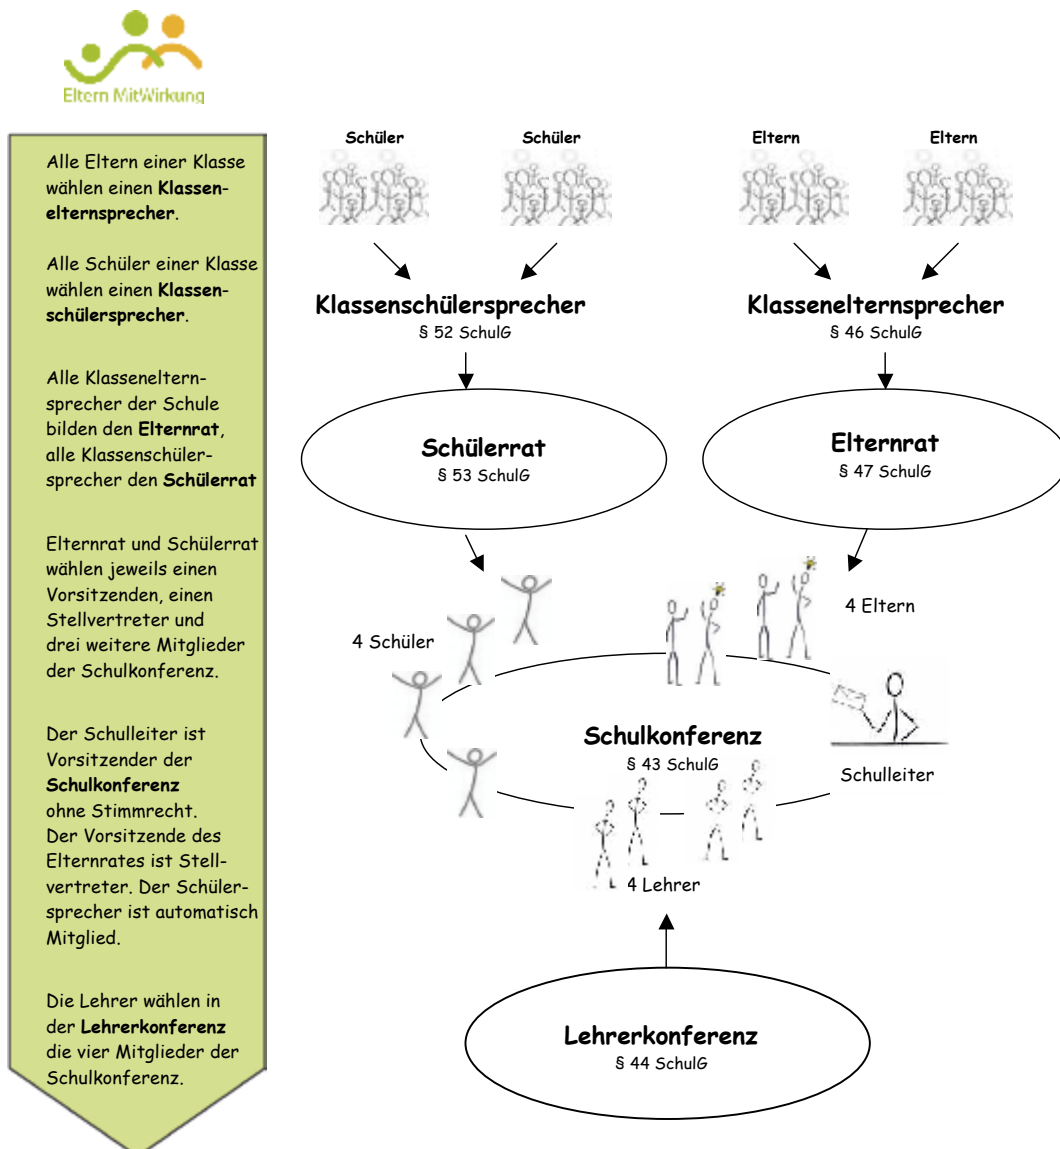 Eltern MitWirkung
Alle Eltern einer Klasse
wählen einen Klassen-
elternsprecher.
Alle Schüler einer Klasse
wählen einen Klassen-
schülersprecher.
Alle Klasseneltern-
sprecher der Schule
bilden den Elternrat,
alle Klassenschüler-
sprecher den Schülerrat
Elternrat und Schülerrat
wählen jeweils einen
Vorsitzenden, einen
Stellvertreter und
drei weitere Mitglieder
der Schulkonferenz.
Der Schulleiter ist
Vorsitzender der
Schulkonferenz
ohne Stimmrecht.
Der Vorsitzende des
Elternrates ist Stell-
vertreter. Der Schüler-
sprecher ist automatisch
Mitglied.
Die Lehrer wählen in
der Lehrerkonferenz
die vier Mitglieder der
Schulkonferenz.
Schüler
Schüler
Eltern
Eltern
Klassenschülersprecher
§ 52 SchulG
Klassenelternsprecher
§ 46 SchulG
Schülerrat
§ 53 SchulG
Elternrat
§ 47 SchulG
4 Schüler
4 Eltern
Schulkonferenz
§ 43 SchulG
Schulleiter
4 Lehrer
Lehrerkonferenz
§ 44 SchulG